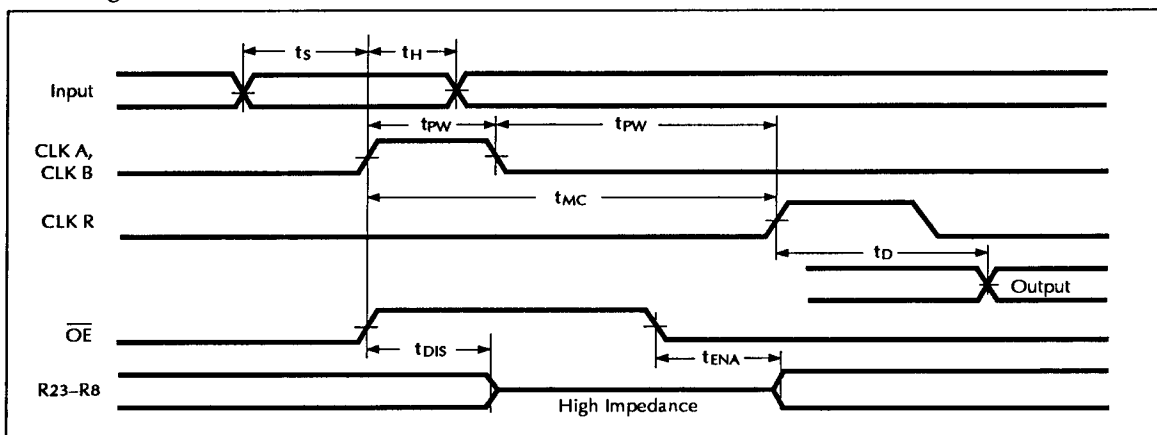 tS tH
Input
tPW tPW
CLK A,
CLK B
tMC
CLK R
tD
Output
OE
tDIS
tENA
R23–R8
High Impedance